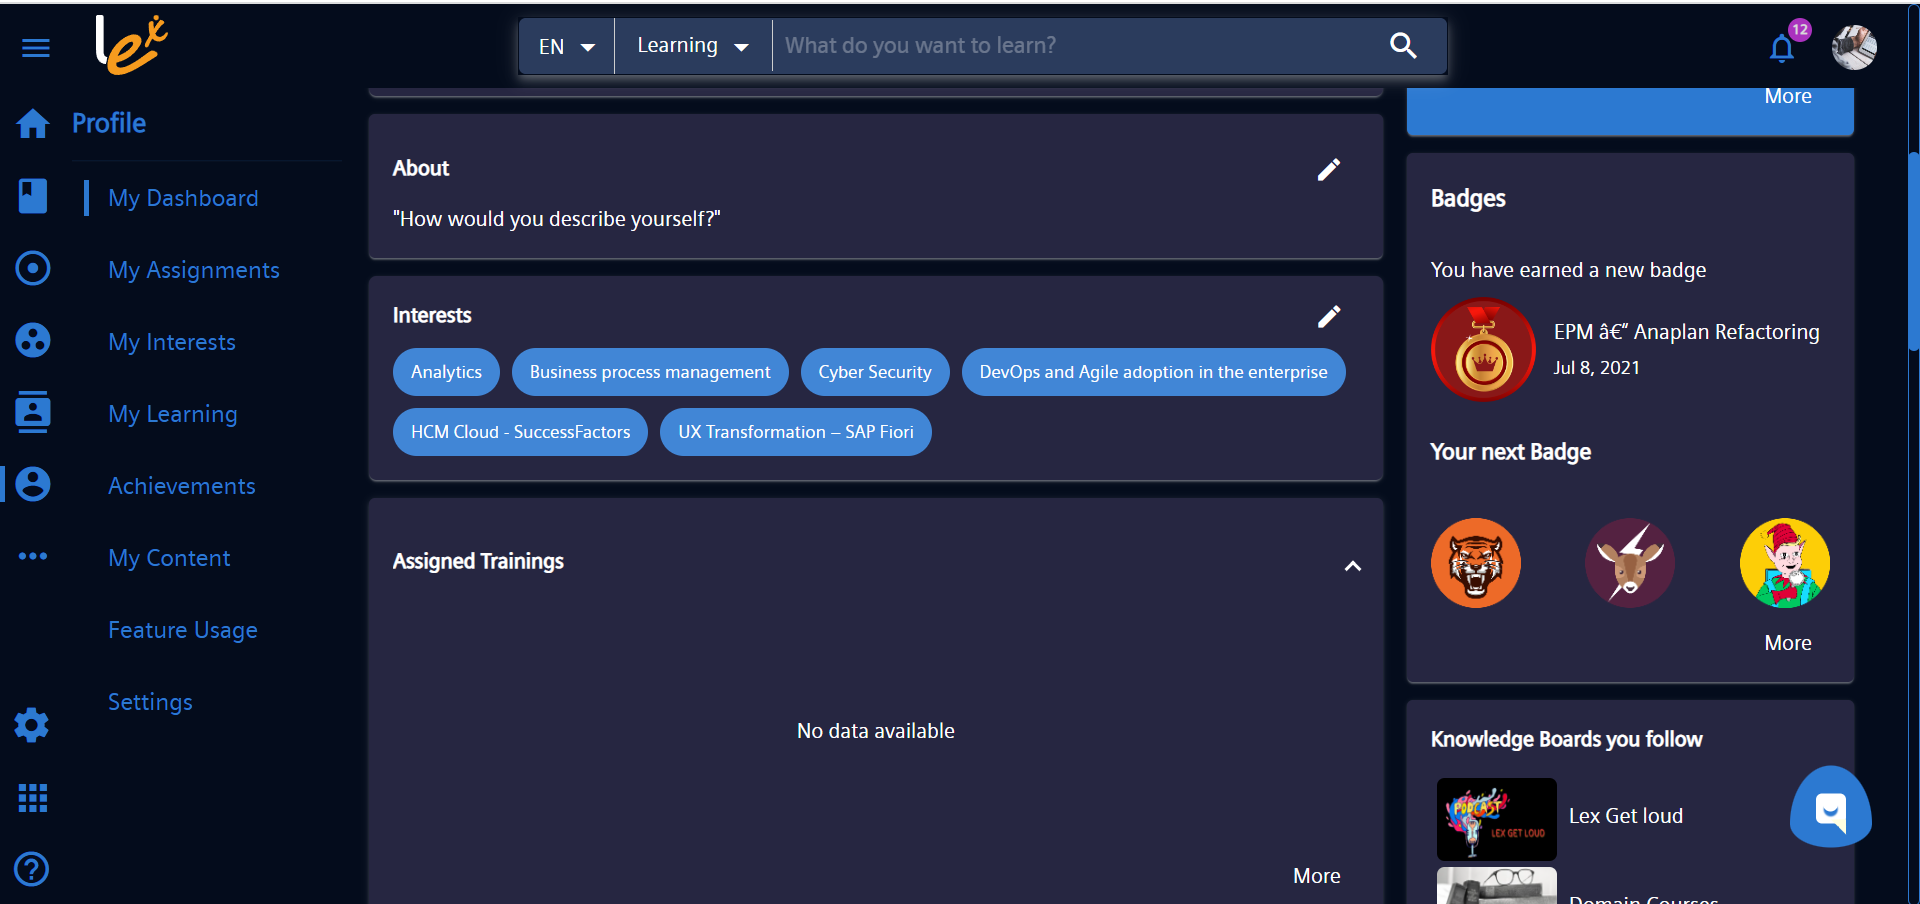 Lex
EN
Learning
What do you want to learn?
12
More
Profile
My Dashboard
My Assignments
My Interests
My Learning
Achievements
My Content
Feature Usage
Settings
About
"How would you describe yourself?"
Interests
Analytics
Business process management
Cyber Security
DevOps and Agile adoption in the enterprise
HCM Cloud - SuccessFactors
UX Transformation – SAP Fiori
Assigned Trainings
No data available
More
Badges
You have earned a new badge
EPM â€“ Anaplan Refactoring
Jul 8, 2021
Your next Badge
More
Knowledge Boards you follow
PODCAST
LEX GET LOUD
Lex Get loud
Domain Courses